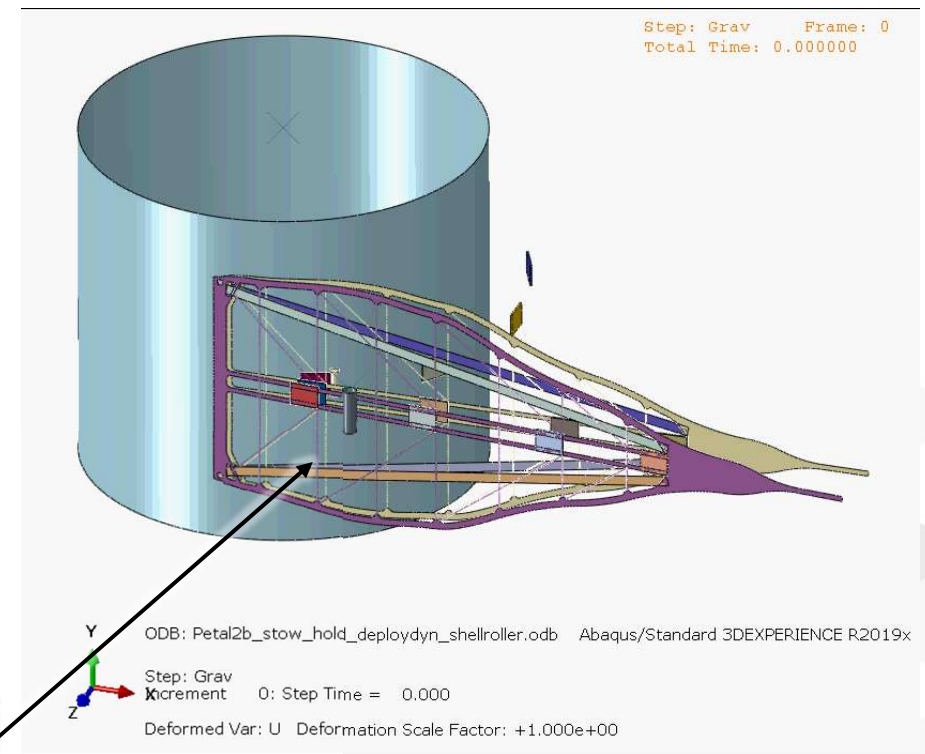 Step: Grav Frame: 0
Total Time: 0.000000
Y
X
Z
ODB: Petal2b_stow_hold_deploydyn_shellroller.odb Abaqus/Standard 3DEXPERIENCE R2019x
Step: Grav
Increment 0: Step Time = 0.000
Deformed Var: U Deformation Scale Factor: +1.000e+00